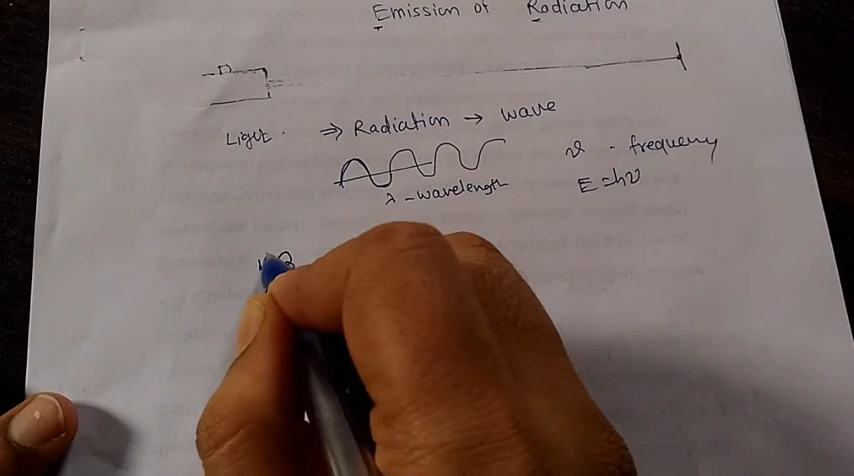 Emission of Radiation
Light. ⇒ Radiation → wave
λ - wavelength
ϑ - frequency
E = hν